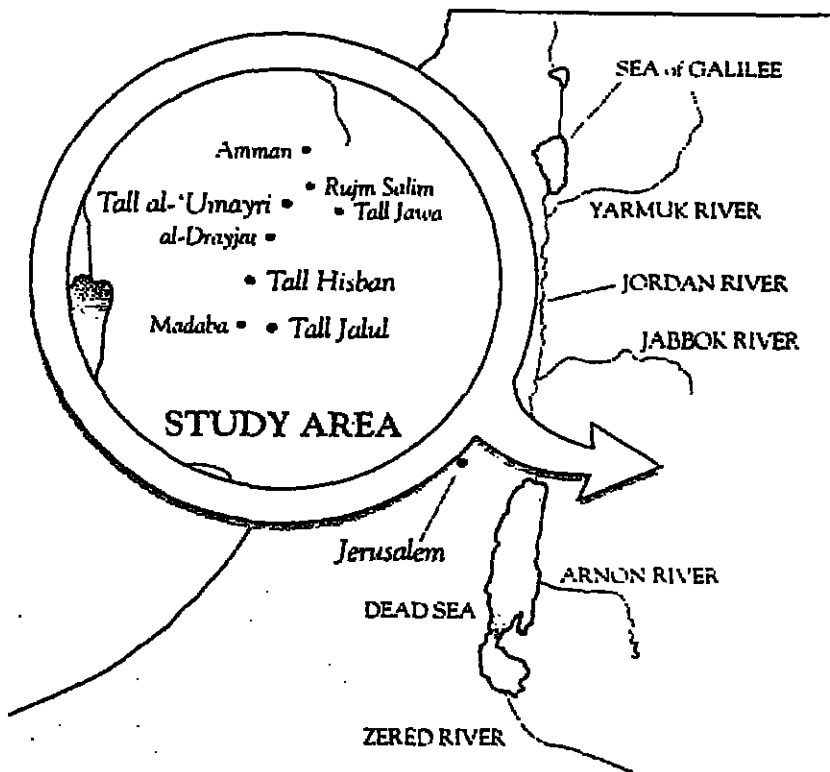 SEA of GALILEE
Amman
Rujm Salim
Tall al-'Umayri
Tall Jawa
YARMUK RIVER
al-Drayjat
Tall Hisban
JORDAN RIVER
Madaba
Tall Jalul
JABBOK RIVER
STUDY AREA
Jerusalem
ARNON RIVER
DEAD SEA
ZERED RIVER